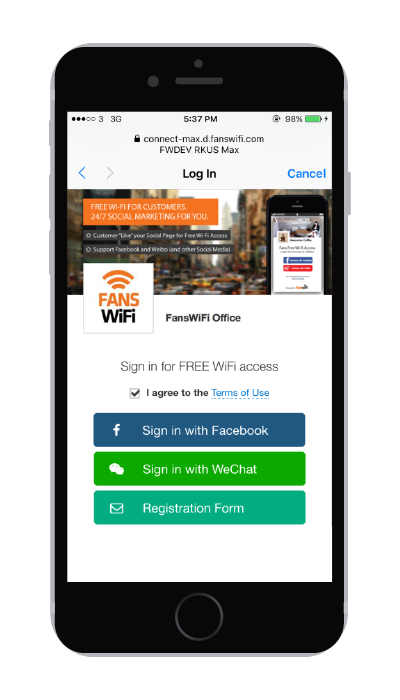 3 3G 5:37 PM 98%
connect-max.d.fanswifi.com
FWDEV RKUS Max
Log In Cancel
FREE WI-FI FOR CUSTOMERS.
24/7 SOCIAL MARKETING FOR YOU.
Customer "like" your Social Page for Free Wi-Fi Access
Support Facebook and Weibo (and other Social Media)
FANS
WiFi
FansWiFi Office
Sign in for FREE WiFi access
I agree to the Terms of Use
Sign in with Facebook
Sign in with WeChat
Registration Form